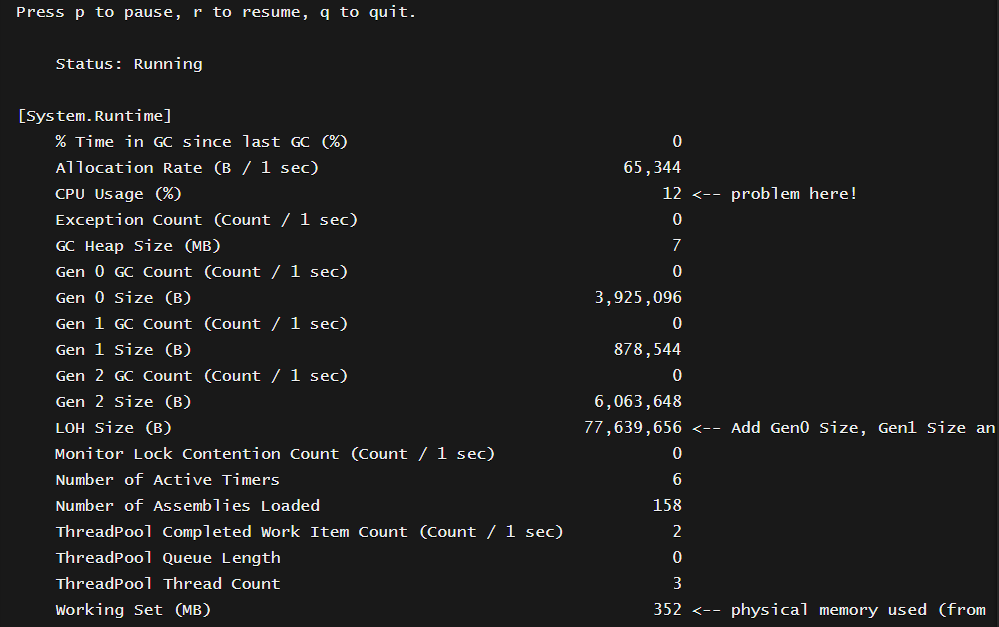 Press p to pause, r to resume, q to quit.
Status: Running
[System.Runtime]
% Time in GC since last GC (%) 0
Allocation Rate (B / 1 sec) 65,344
CPU Usage (%) 12 <-- problem here!
Exception Count (Count / 1 sec) 0
GC Heap Size (MB) 7
Gen 0 GC Count (Count / 1 sec) 0
Gen 0 Size (B) 3,925,096
Gen 1 GC Count (Count / 1 sec) 0
Gen 1 Size (B) 878,544
Gen 2 GC Count (Count / 1 sec) 0
Gen 2 Size (B) 6,063,648
LOH Size (B) 77,639,656 <-- Add Gen0 Size, Gen1 Size an
Monitor Lock Contention Count (Count / 1 sec) 0
Number of Active Timers 6
Number of Assemblies Loaded 158
ThreadPool Completed Work Item Count (Count / 1 sec) 2
ThreadPool Queue Length 0
ThreadPool Thread Count 3
Working Set (MB) 352 <-- physical memory used (from